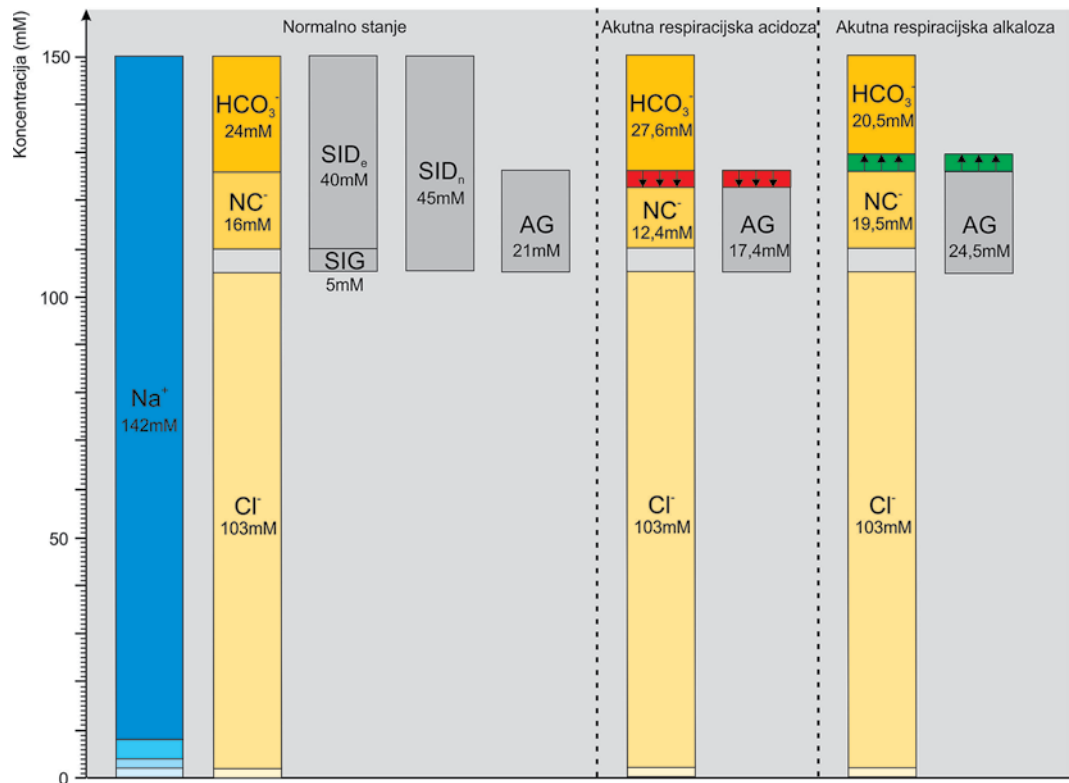 Koncentracija (mM)
150
100
50
0
Normalno stanje
Na⁺
142mM
HCO₃⁻
24mM
NC⁻
16mM
Cl⁻
103mM
SIDₑ
40mM
SIG
5mM
SIDₙ
45mM
AG
21mM
Akutna respiracijska acidoza
HCO₃⁻
27,6mM
NC⁻
12,4mM
Cl⁻
103mM
AG
17,4mM
Akutna respiracijska alkaloza
HCO₃⁻
20,5mM
NC⁻
19,5mM
Cl⁻
103mM
AG
24,5mM